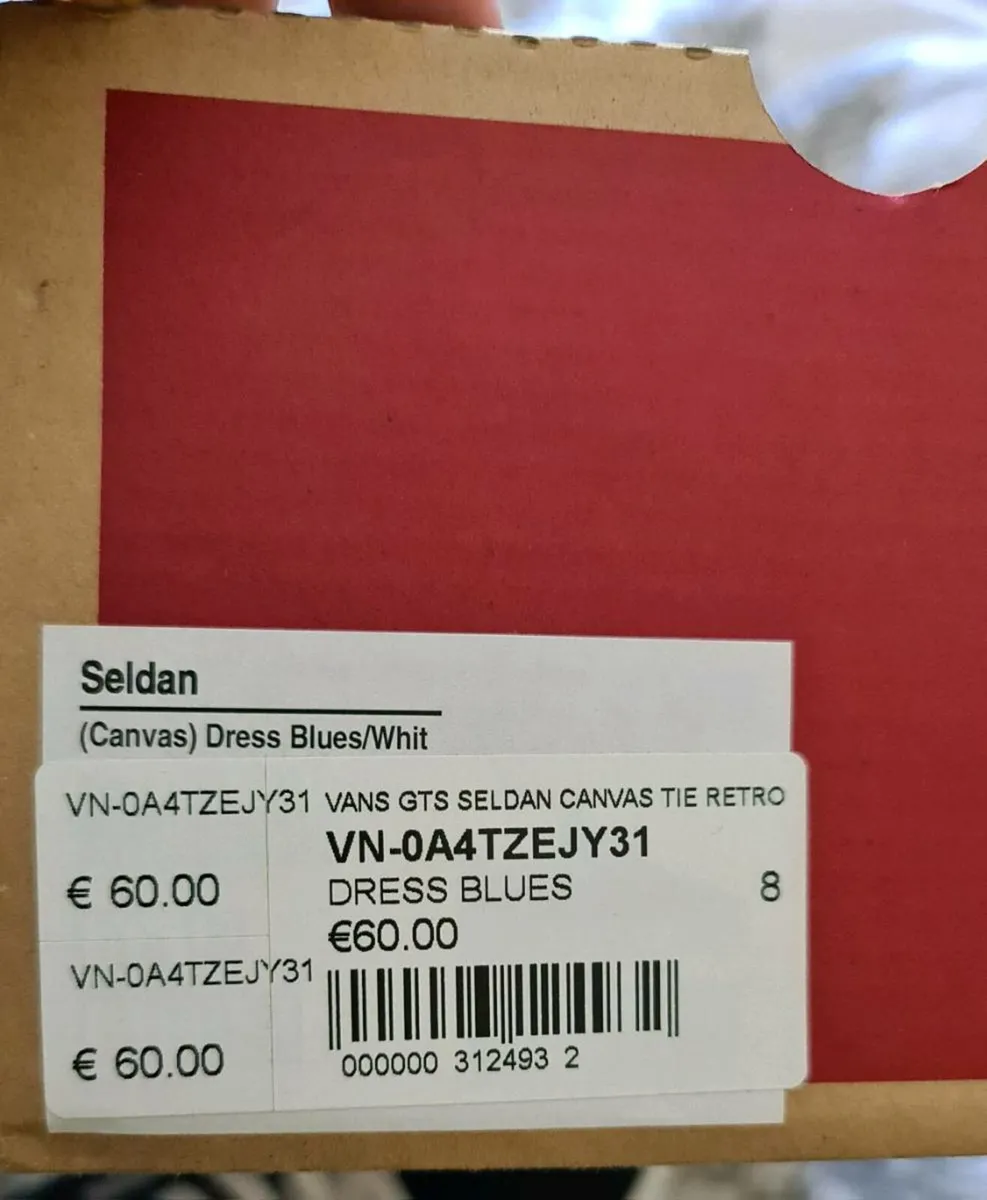 Seldan
(Canvas) Dress Blues/Whit
VN-0A4TZEJY31
€ 60.00
VN-0A4TZEJY31
€ 60.00
VANS GTS SELDAN CANVAS TIE RETRO
VN-0A4TZEJY31
DRESS BLUES 8
€60.00
000000 312493 2